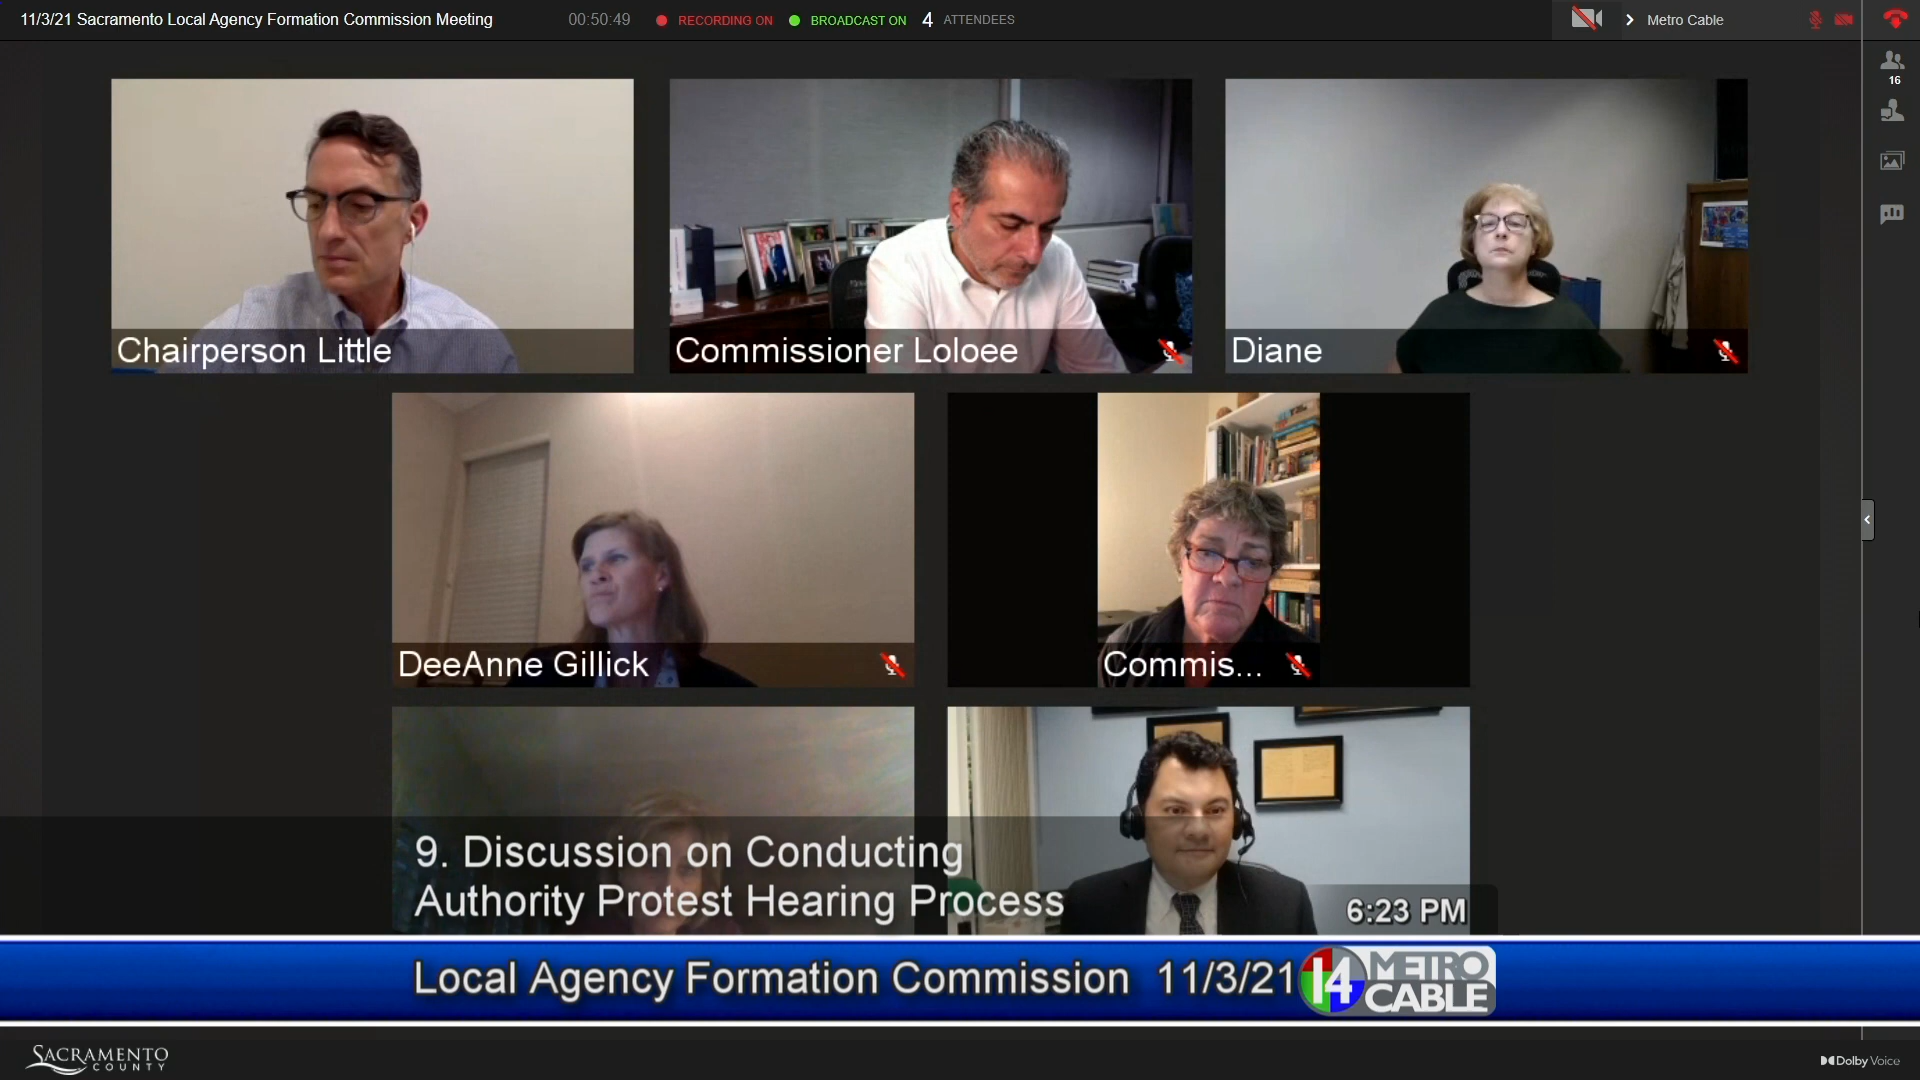 11/3/21 Sacramento Local Agency Formation Commission Meeting
00:50:49
RECORDING ON
BROADCAST ON
4 ATTENDEES
Metro Cable
16
Chairperson Little
Commissioner Loloee
Diane
DeeAnne Gillick
Commis...
9. Discussion on Conducting
Authority Protest Hearing Process
6:23 PM
Local Agency Formation Commission 11/3/21
14 METRO
CABLE
SACRAMENTO
COUNTY
Dolby Voice